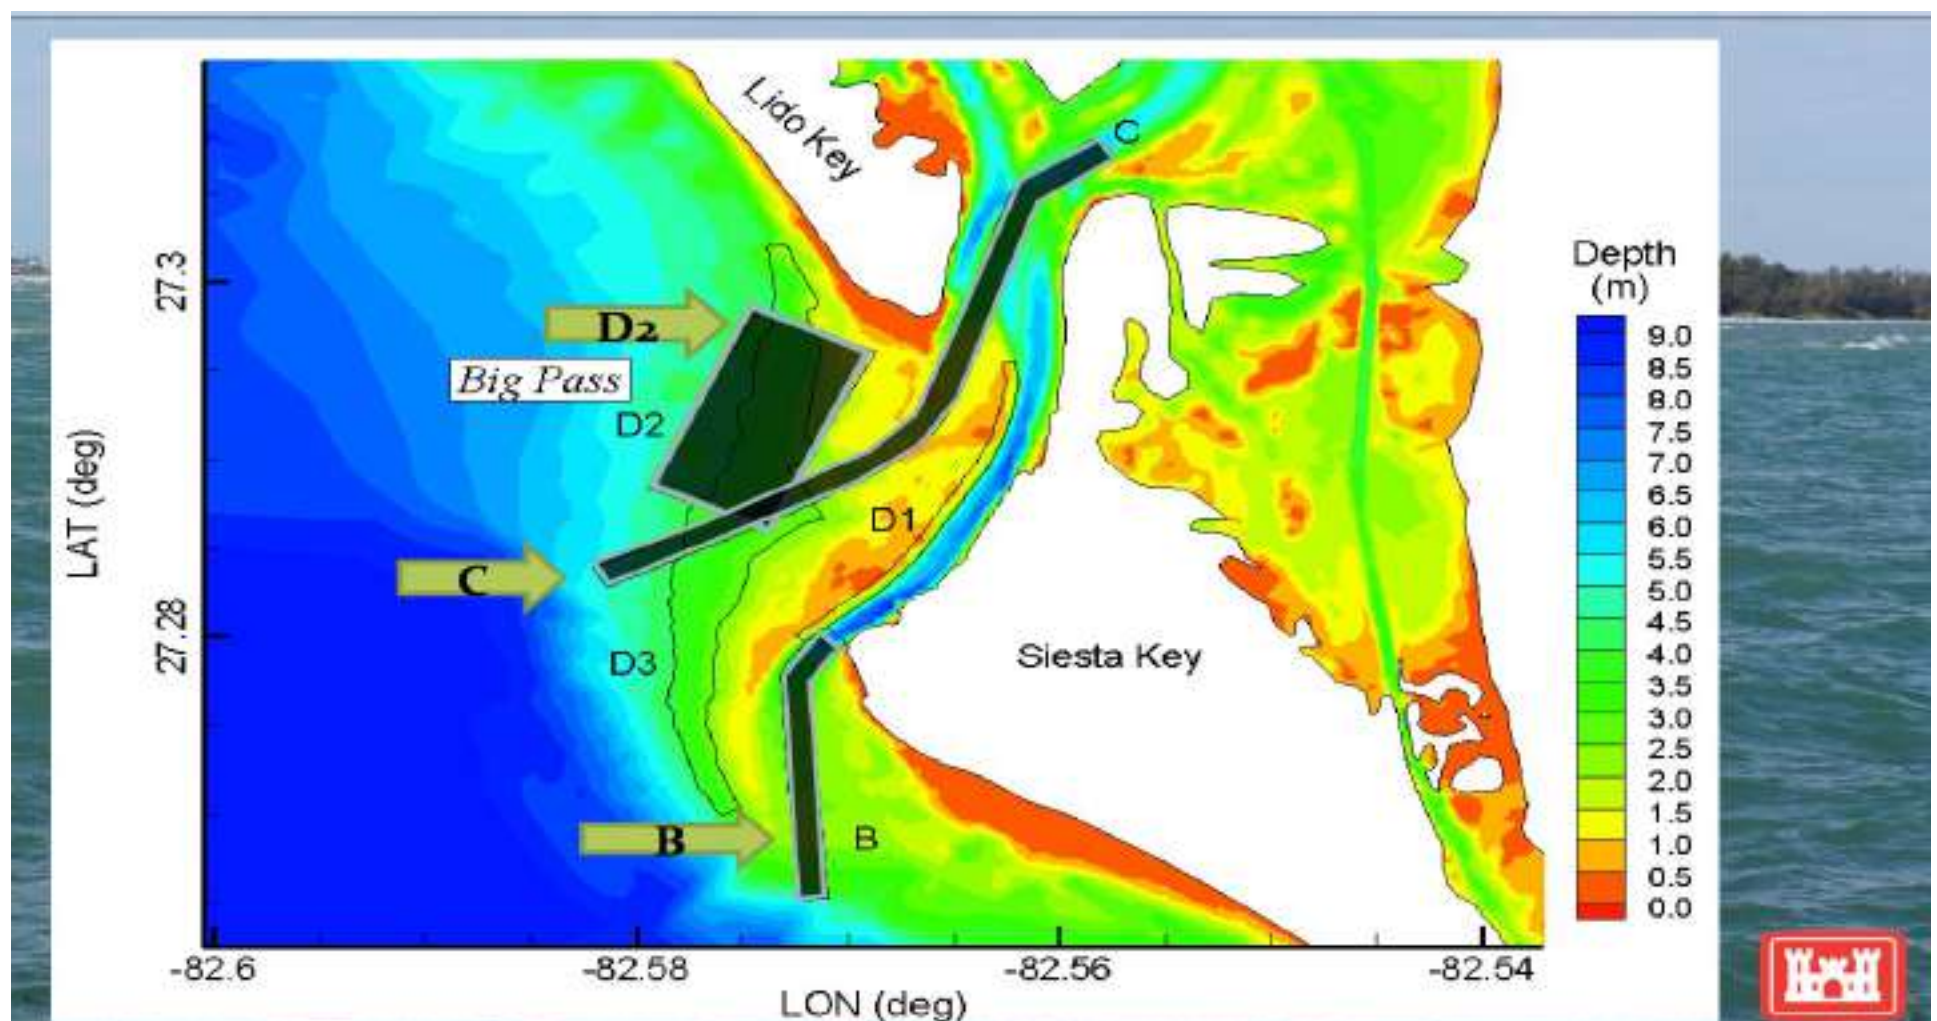 Lido Key
C
27.3
D2
Big Pass
D2
LAT (deg)
C
D1
27.28
D3
Siesta Key
B
B
-82.6
-82.58
-82.56
-82.54
LON (deg)
Depth
(m)
9.0
8.5
8.0
7.5
7.0
6.5
6.0
5.5
5.0
4.5
4.0
3.5
3.0
2.5
2.0
1.5
1.0
0.5
0.0